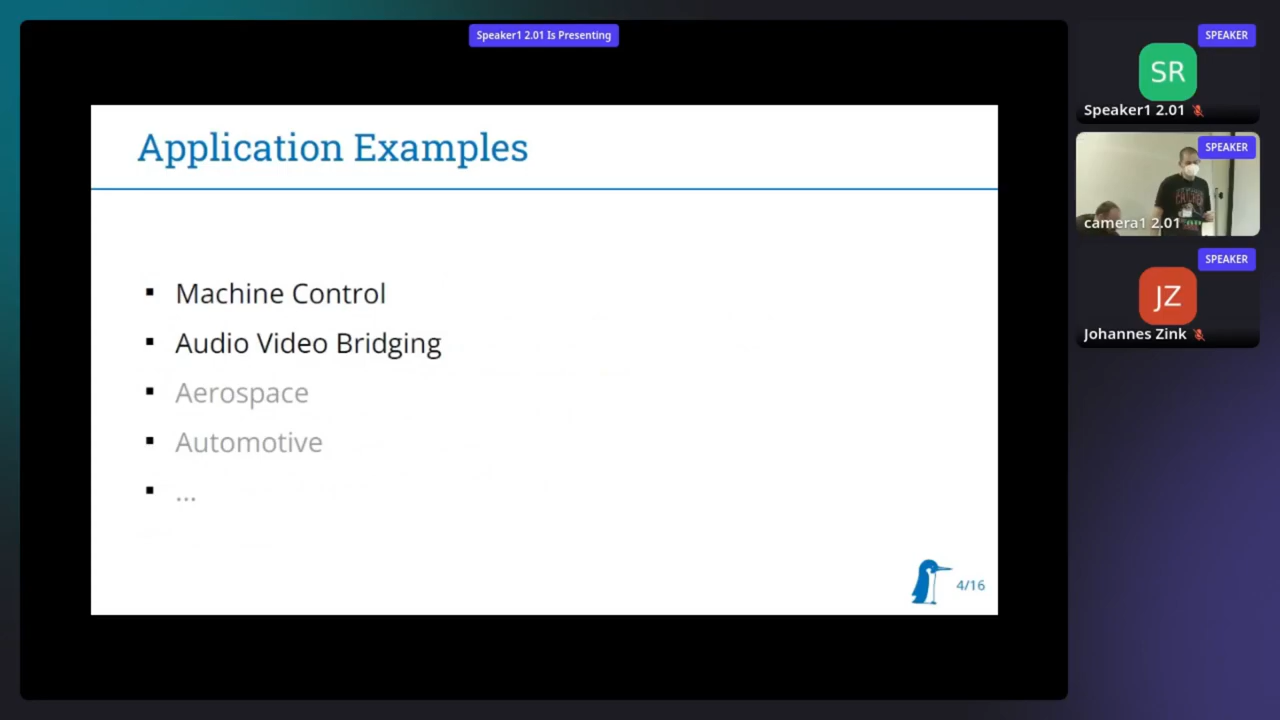 Speaker1 2.01 Is Presenting
Application Examples
Machine Control
Audio Video Bridging
Aerospace
Automotive
...
4/16
SPEAKER
SR
Speaker1 2.01
SPEAKER
camera1 2.01
SPEAKER
JZ
Johannes Zink